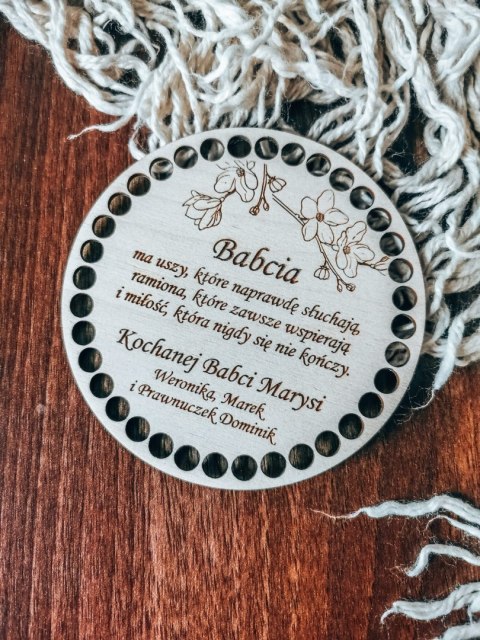 Babcia
ma uszy, które naprawdę słuchają,
ramiona, które zawsze wspierają
i miłość, która nigdy się nie kończy.
Kochanej Babci Marysi
Weronika, Marek
i Prawnuczek Dominik